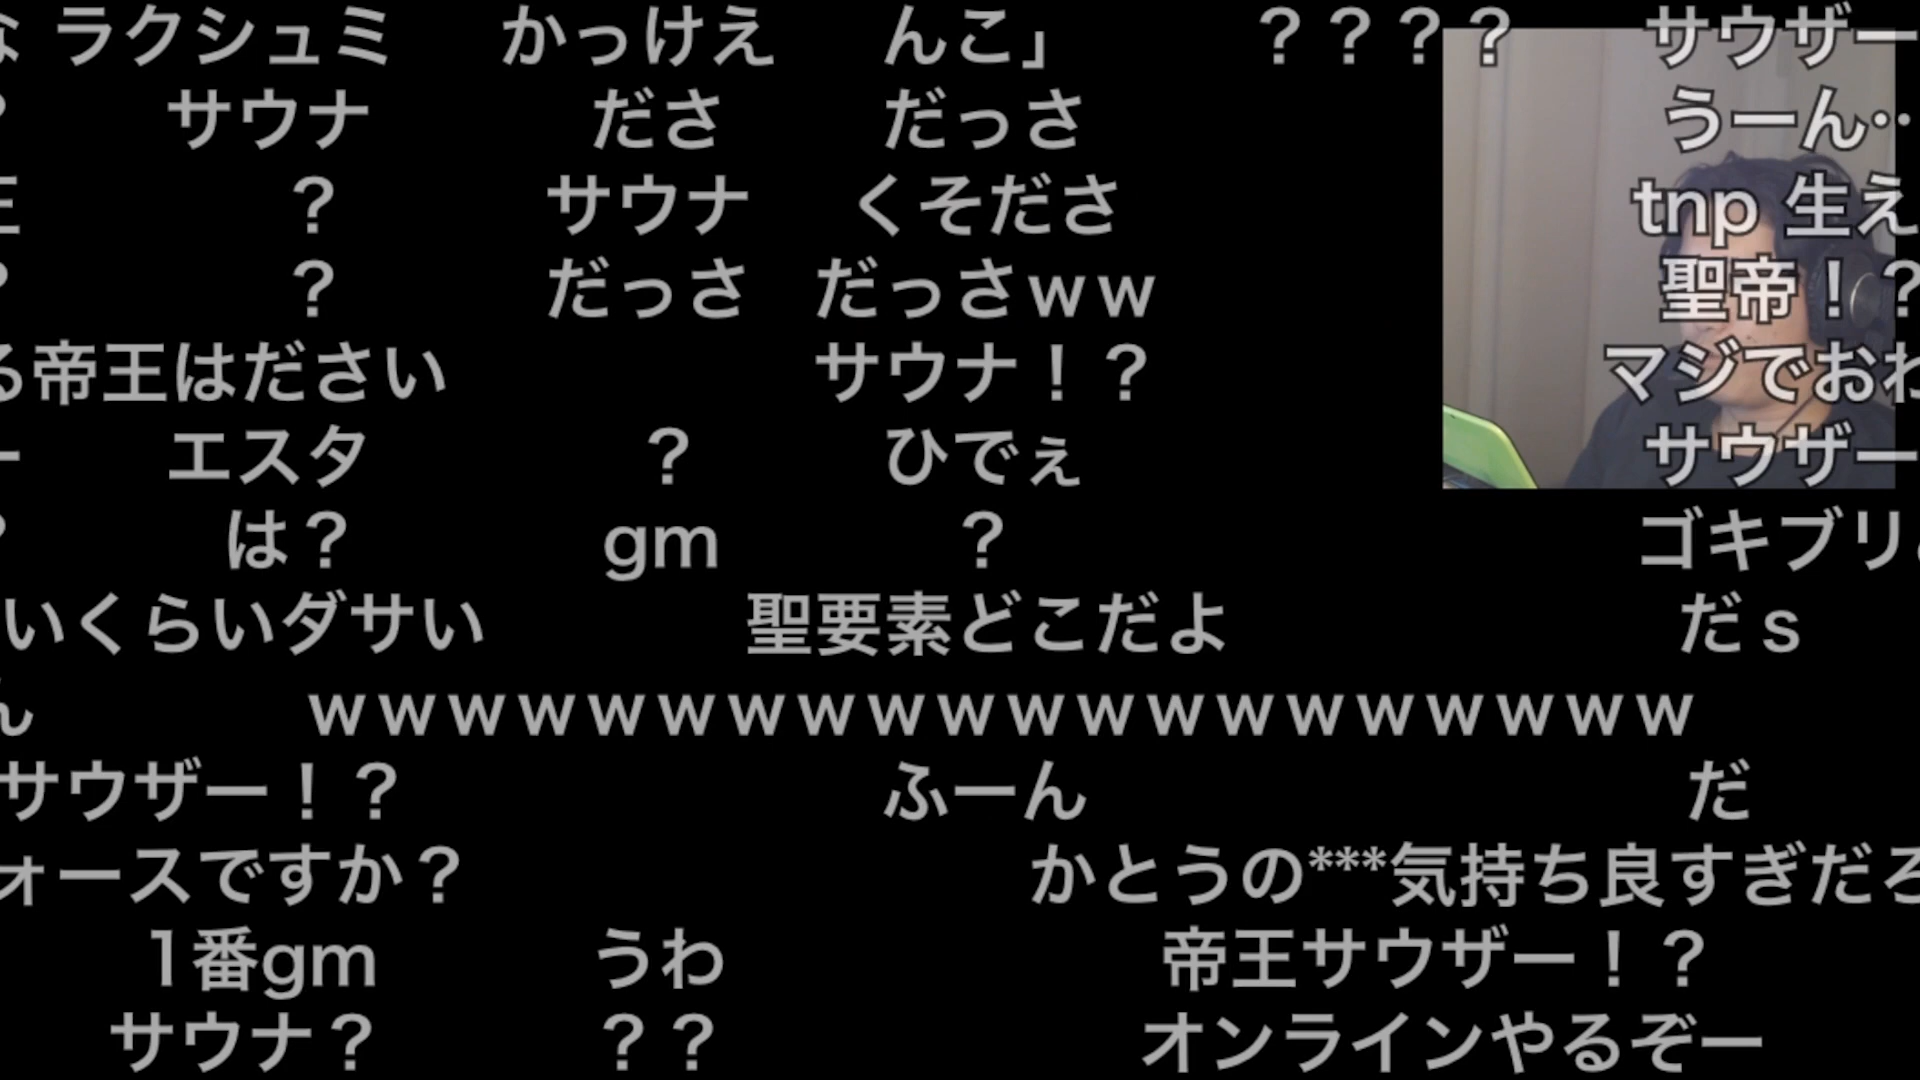 な ラクシュミ かっけえ んこ」 ？？？？ サウザー
？ サウナ ださ だっさ うーん‥
？ サウナ くそださ tnp 生え
？ ？ だっさ だっさｗｗ 聖帝！？
る帝王はださい サウナ！？ マジでおわ
ー エスタ ？ ひでぇ サウザー
？ は？ gm ？ ゴキブリ
いくらいダサい 聖要素どこだよ だｓ
ん ｗｗｗｗｗｗｗｗｗｗｗｗｗｗｗｗｗｗｗｗ
サウザー！？ ふーん だ
ォースですか？ かとうの***気持ち良すぎだろ
1番gm うわ 帝王サウザー！？
サウナ？ ？？ オンラインやるぞー